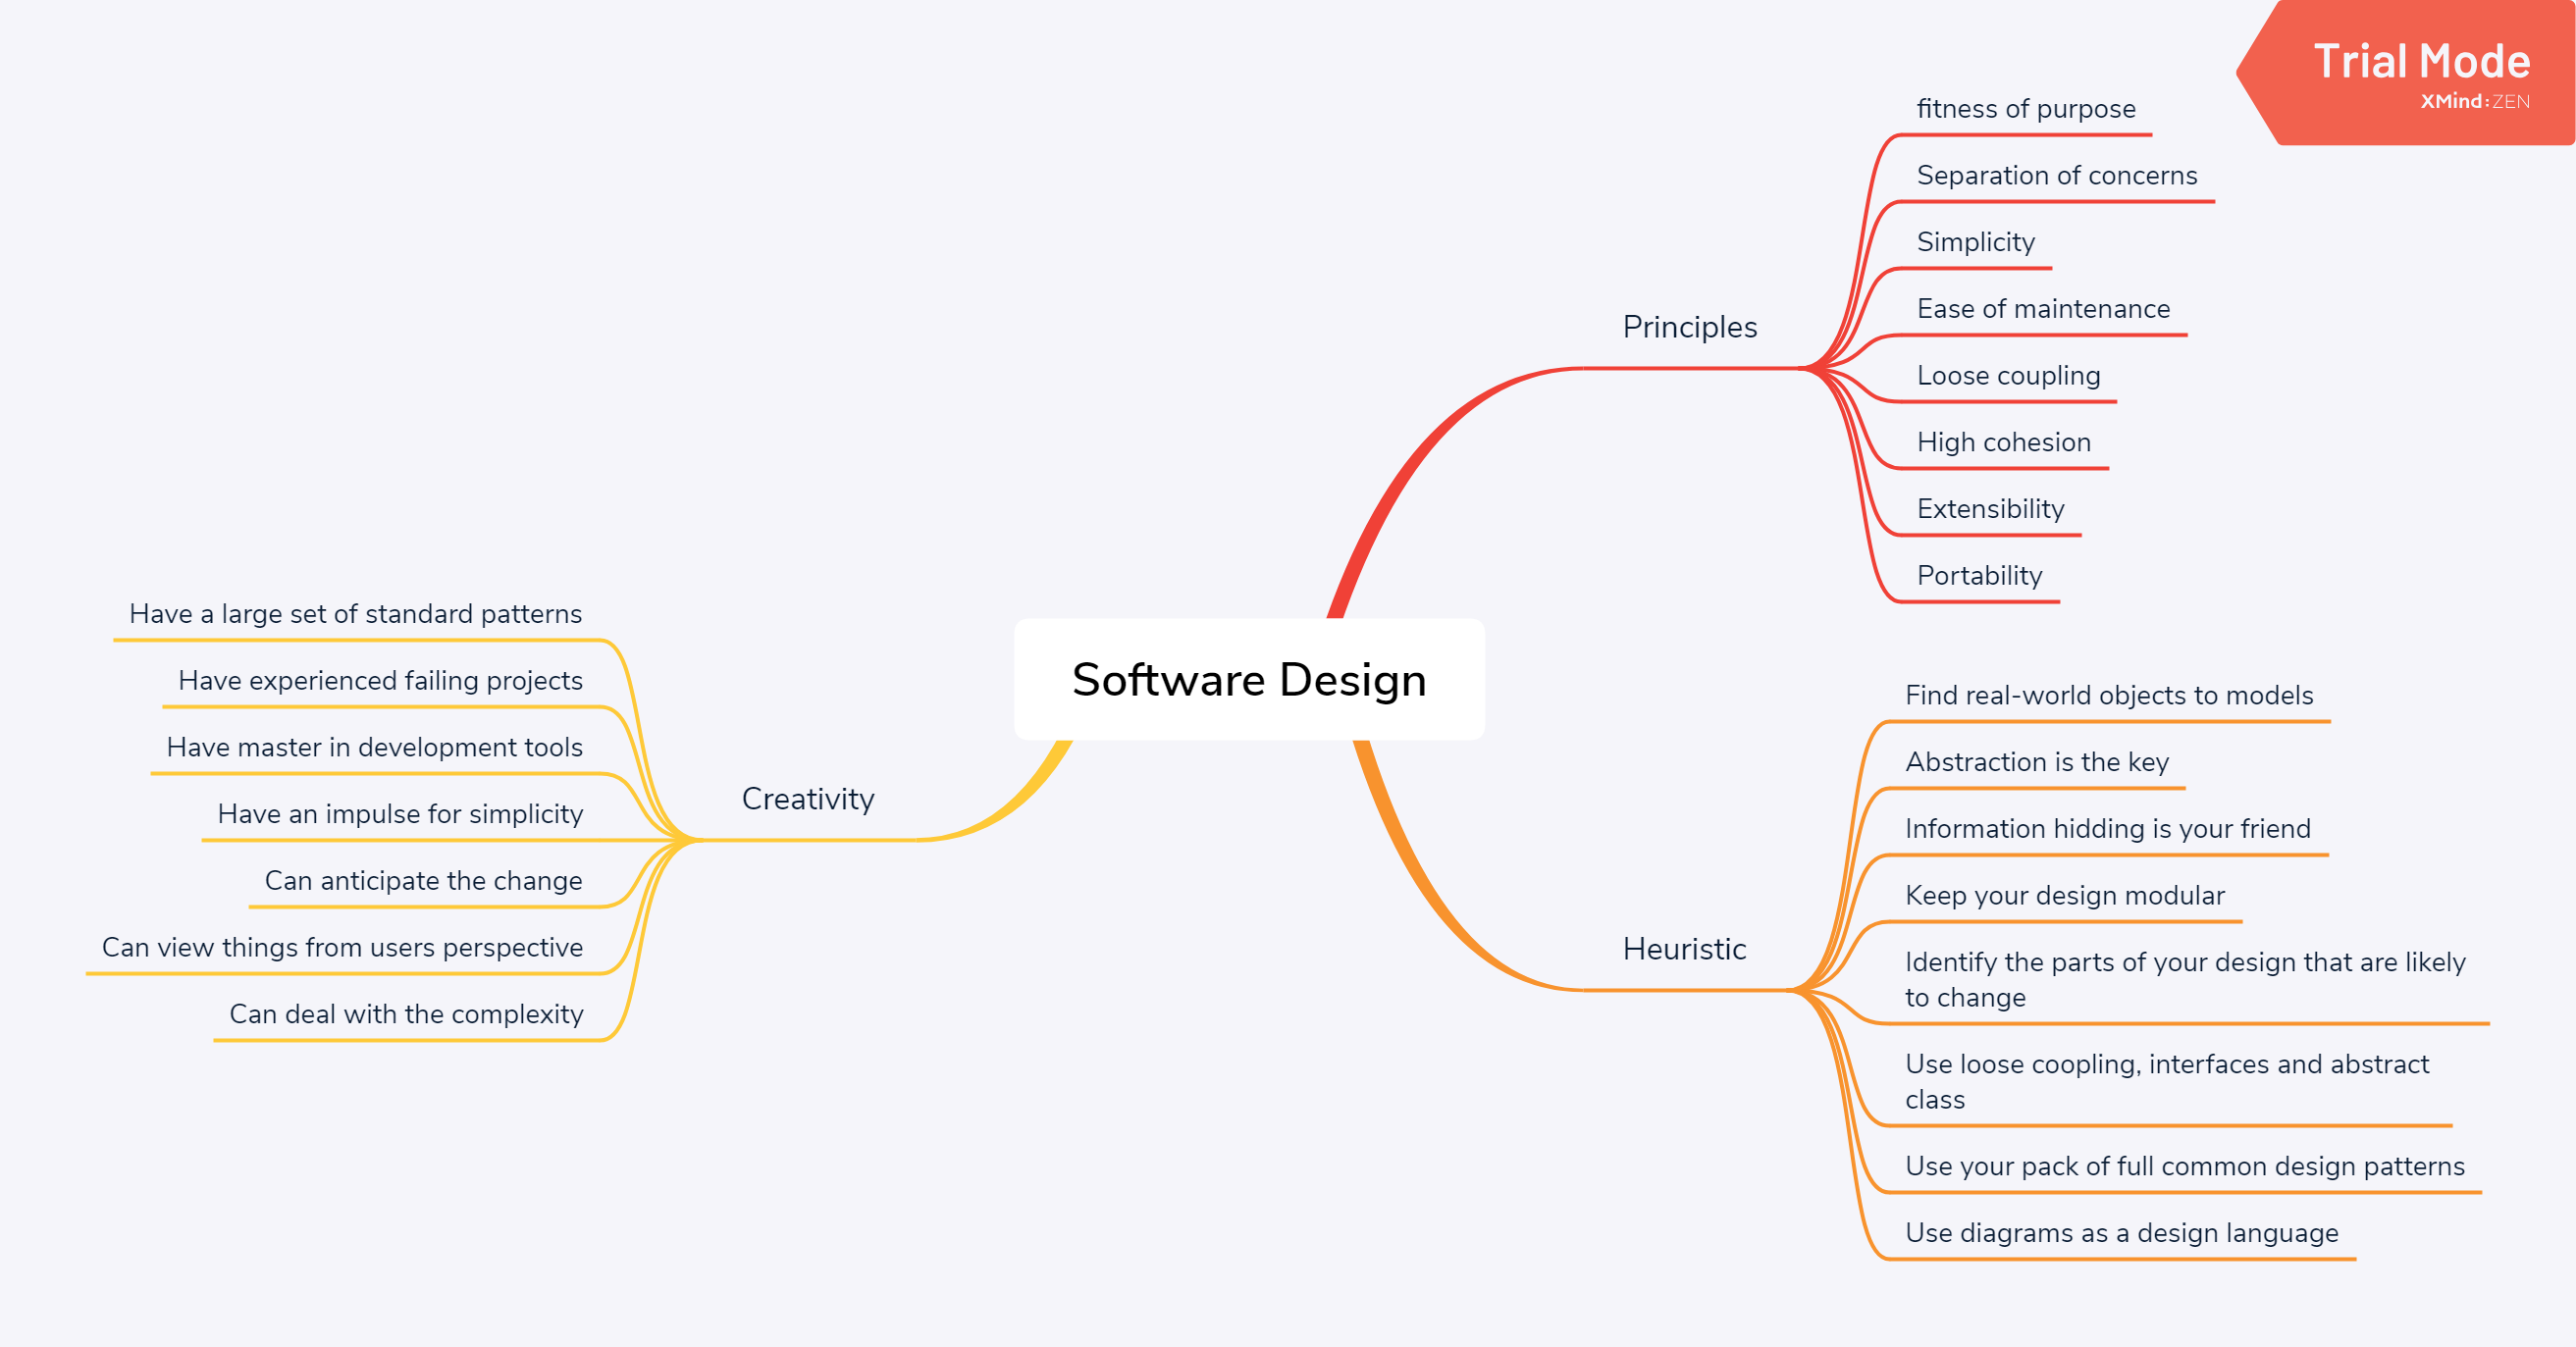 Trial Mode
XMind:ZEN
Software Design
Principles
fitness of purpose
Separation of concerns
Simplicity
Ease of maintenance
Loose coupling
High cohesion
Extensibility
Portability
Heuristic
Find real-world objects to models
Abstraction is the key
Information hidding is your friend
Keep your design modular
Identify the parts of your design that are likely
to change
Use loose coopling, interfaces and abstract
class
Use your pack of full common design patterns
Use diagrams as a design language
Creativity
Have a large set of standard patterns
Have experienced failing projects
Have master in development tools
Have an impulse for simplicity
Can anticipate the change
Can view things from users perspective
Can deal with the complexity